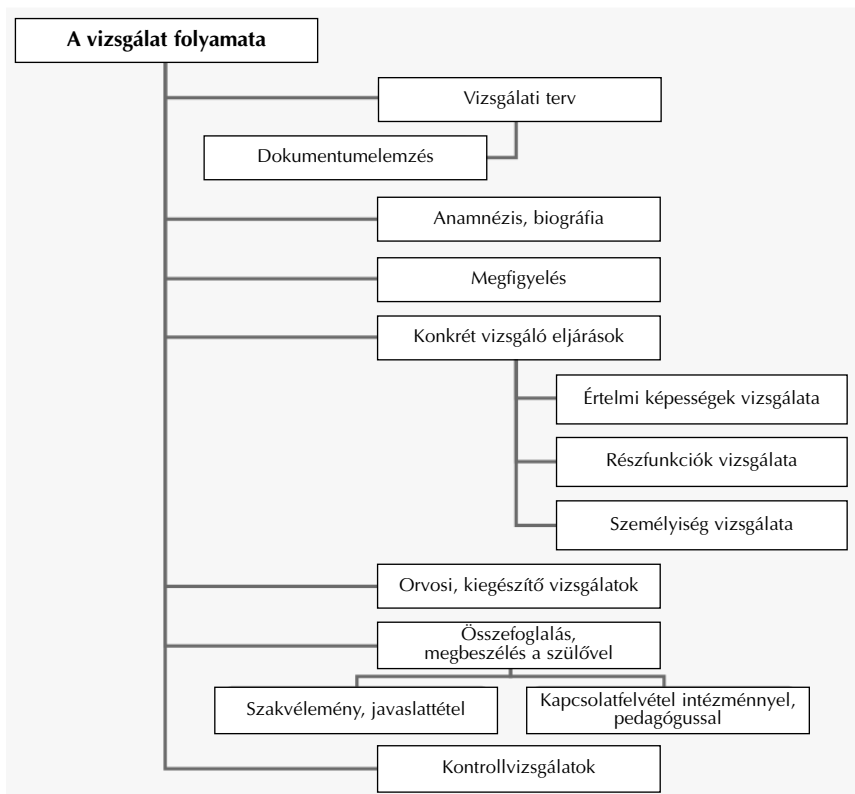 A vizsgálat folyamata
Vizsgálati terv
Dokumentumelemzés
Anamnézis, biográfia
Megfigyelés
Konkrét vizsgáló eljárások
Értelmi képességek vizsgálata
Részfunkciók vizsgálata
Személyiség vizsgálata
Orvosi, kiegészítő vizsgálatok
Összefoglalás,
megbeszélés a szülővel
Szakvélemény, javaslattétel
Kapcsolatfelvétel intézménnyel,
pedagógussal
Kontrollvizsgálatok